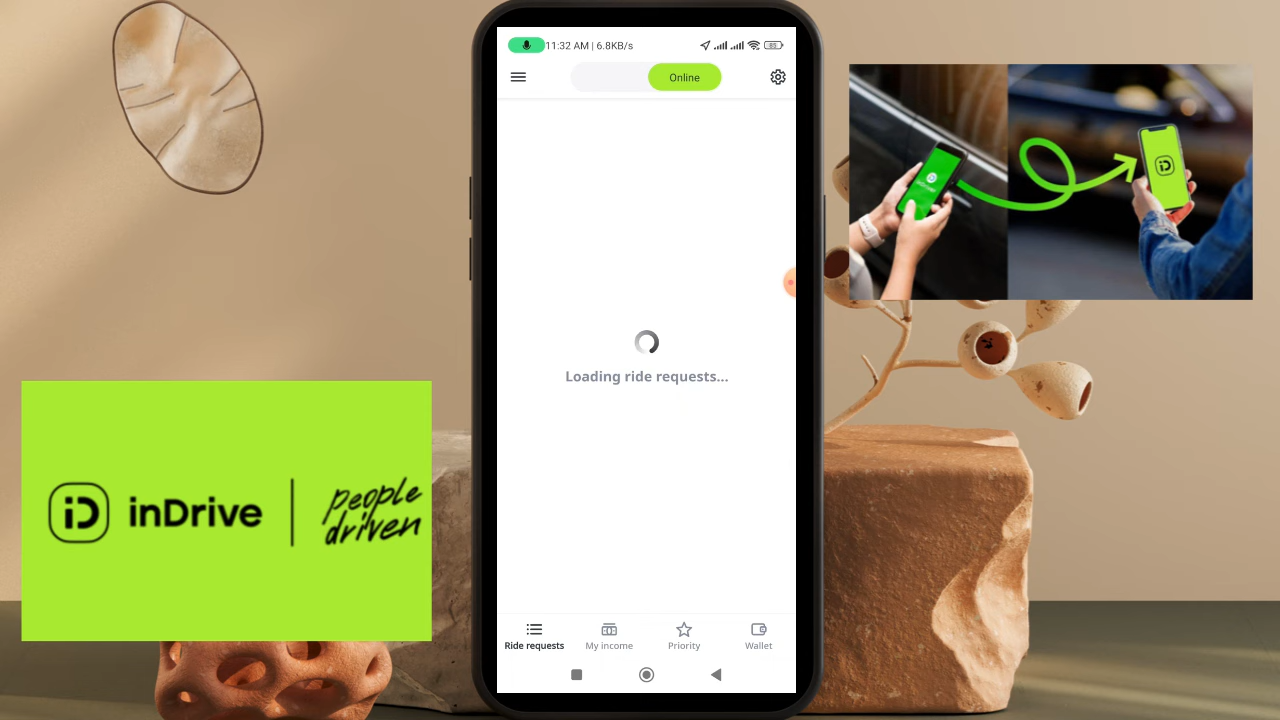 11:32 AM | 6.8KB/s
85
Online
Loading ride requests...
Ride requests
My income
Priority
Wallet
iD inDrive
people
driven